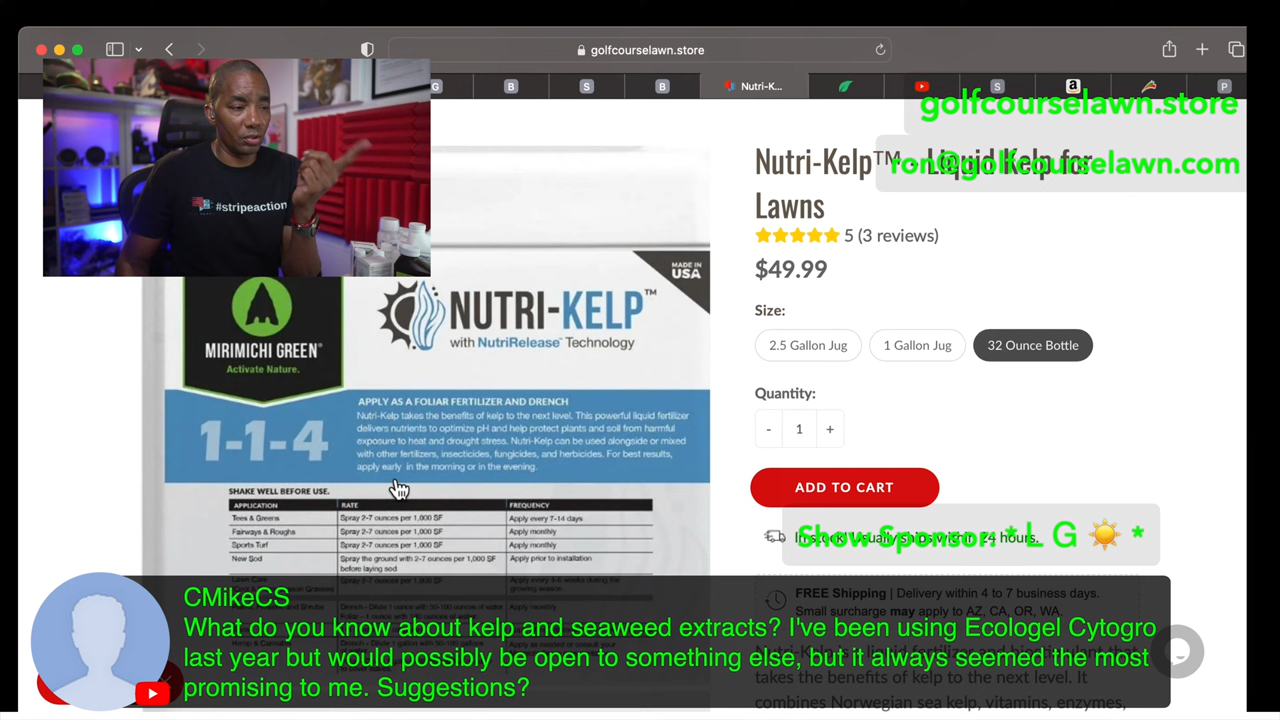 golfcourselawn.store
G
B
S
B
Nutri-K...
S
a
P
golfcourselawn.store
ron@golfcourselawn.com
#stripeaction
MADE IN
USA
MIRIMICHI GREEN®
Activate Nature.
NUTRI-KELP™
with NutriRelease™ Technology
1-1-4
APPLY AS A FOLIAR FERTILIZER AND DRENCH
Nutri-Kelp takes the benefits of kelp to the next level. This powerful liquid fertilizer
delivers nutrients to optimize pH and help protect plants and soil from harmful
exposure to heat and drought stress. Nutri-Kelp can be used alongside or mixed
with other fertilizers, insecticides, fungicides, and herbicides. For best results,
apply early in the morning or in the evening.
SHAKE WELL BEFORE USE.
APPLICATION RATE FREQUENCY
Tees & Greens Spray 2-7 ounces per 1,000 SF Apply every 7-14 days
Fairways & Roughs Spray 2-7 ounces per 1,000 SF Apply monthly
Sports Turf Spray 2-7 ounces per 1,000 SF Apply monthly
New Sod Spray the ground with 2-7 ounces per 1,000 SF Apply prior to installation
before laying sod
Nutri-Kelp™ - Liquid Kelp for
Lawns
5 (3 reviews)
$49.99
Size:
2.5 Gallon Jug
1 Gallon Jug
32 Ounce Bottle
Quantity:
- 1 +
ADD TO CART
In stock! Usually ships within 24 hours.
Show Sponsor: * L G ☀️ *
FREE Shipping | Delivery within 4 to 7 business days.
Small surcharge may apply to AZ, CA, OR, WA.
takes the benefits of kelp to the next level. It
combines Norwegian sea kelp, vitamins, enzymes,
CMikeCS
What do you know about kelp and seaweed extracts? I've been using Ecologel Cytogro
last year but would possibly be open to something else, but it always seemed the most
promising to me. Suggestions?